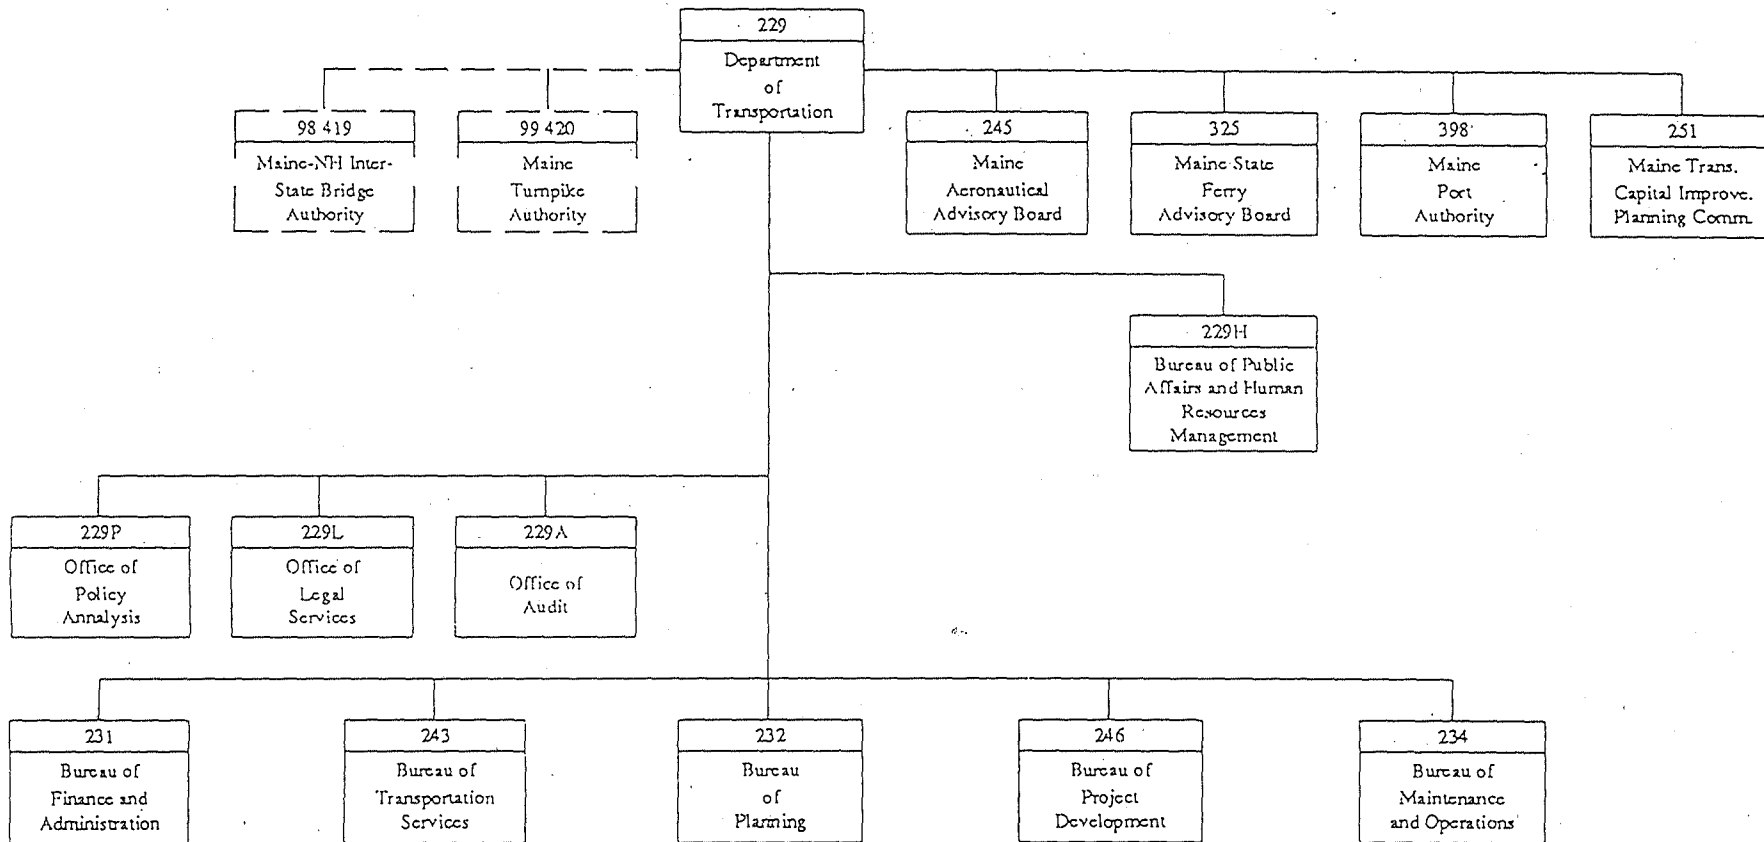 229
Department
of
Transportation
98 419
Maine-NH Inter-
State Bridge
Authority
99 420
Maine
Turnpike
Authority
245
Maine
Aeronautical
Advisory Board
325
Maine State
Ferry
Advisory Board
398
Maine
Port
Authority
251
Maine Trans.
Capital Improve.
Planning Comm.
229H
Bureau of Public
Affairs and Human
Resources
Management
229P
Office of
Policy
Annalysis
229L
Office of
Legal
Services
229A
Office of
Audit
231
Bureau of
Finance and
Administration
243
Bureau of
Transportation
Services
232
Bureau
of
Planning
246
Bureau of
Project
Development
234
Bureau of
Maintenance
and Operations